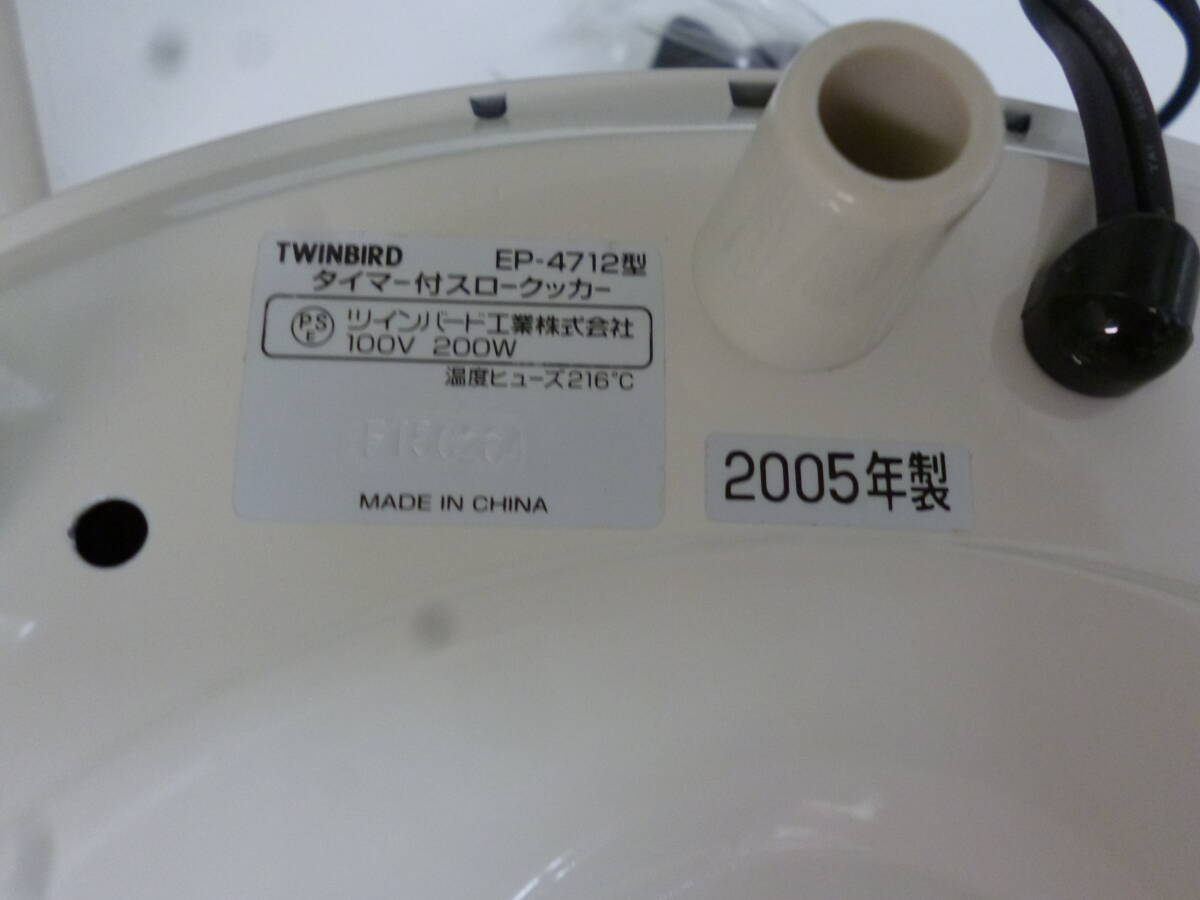 TWINBIRD EP-4712型
タイマー付スロークッカー
PSE ツインバード工業株式会社
100V 200W
温度ヒューズ216°C
MADE IN CHINA
2005年製